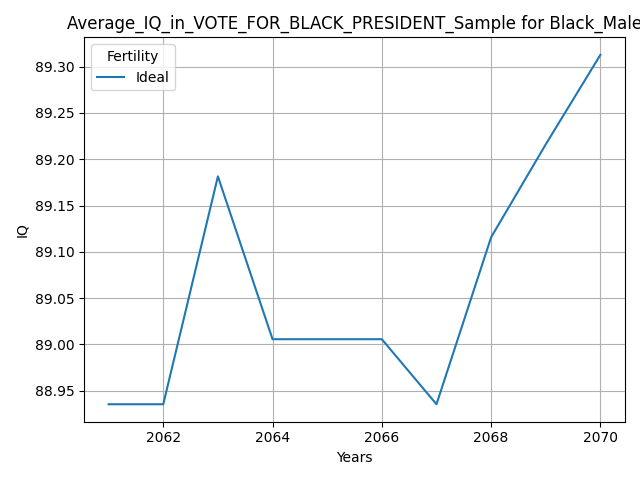 Average_IQ_in_VOTE_FOR_BLACK_PRESIDENT_Sample for Black_Male
Fertility
Ideal
89.30
89.25
89.20
89.15
89.10
89.05
89.00
88.95
IQ
2062 2064 2066 2068 2070
Years